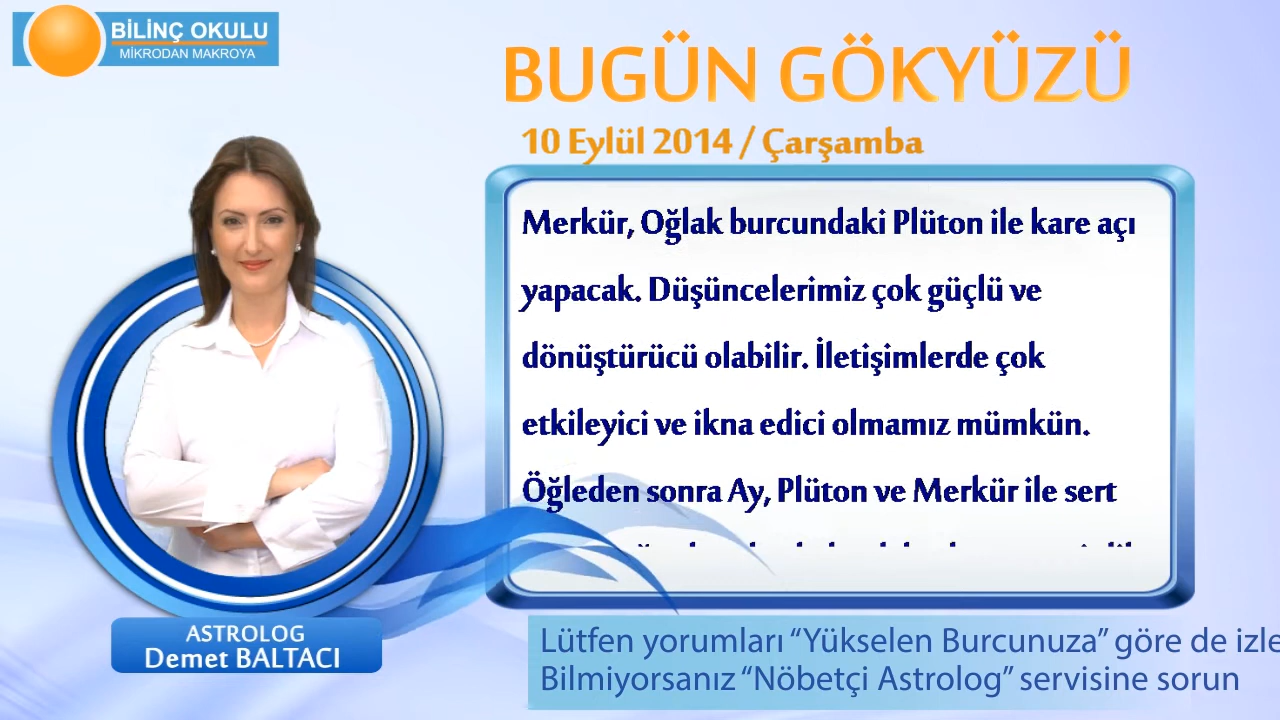 BİLİNÇ OKULU
MİKRODAN MAKROYA
BUGÜN GÖKYÜZÜ
10 Eylül 2014 / Çarşamba
Merkür, Oğlak burcundaki Plüton ile kare açı
yapacak. Düşüncelerimiz çok güçlü ve
dönüştürücü olabilir. İletişimlerde çok
etkileyici ve ikna edici olmamız mümkün.
Öğleden sonra Ay, Plüton ve Merkür ile sert
ASTROLOG
Demet BALTACI
Lütfen yorumları “Yükselen Burcunuza” göre de izle
Bilmiyorsanız “Nöbetçi Astrolog” servisine sorun